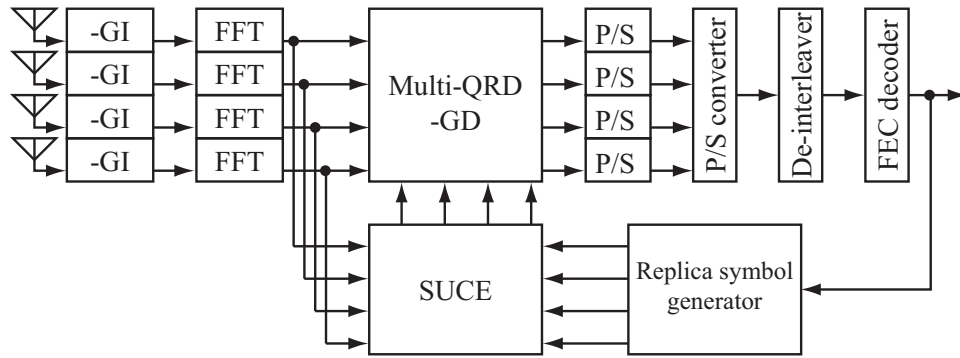 -GI
FFT
-GI
FFT
-GI
FFT
-GI
FFT
Multi-QRD
-GD
P/S
P/S
P/S
P/S
P/S converter
De-interleaver
FEC decoder
SUCE
Replica symbol
generator